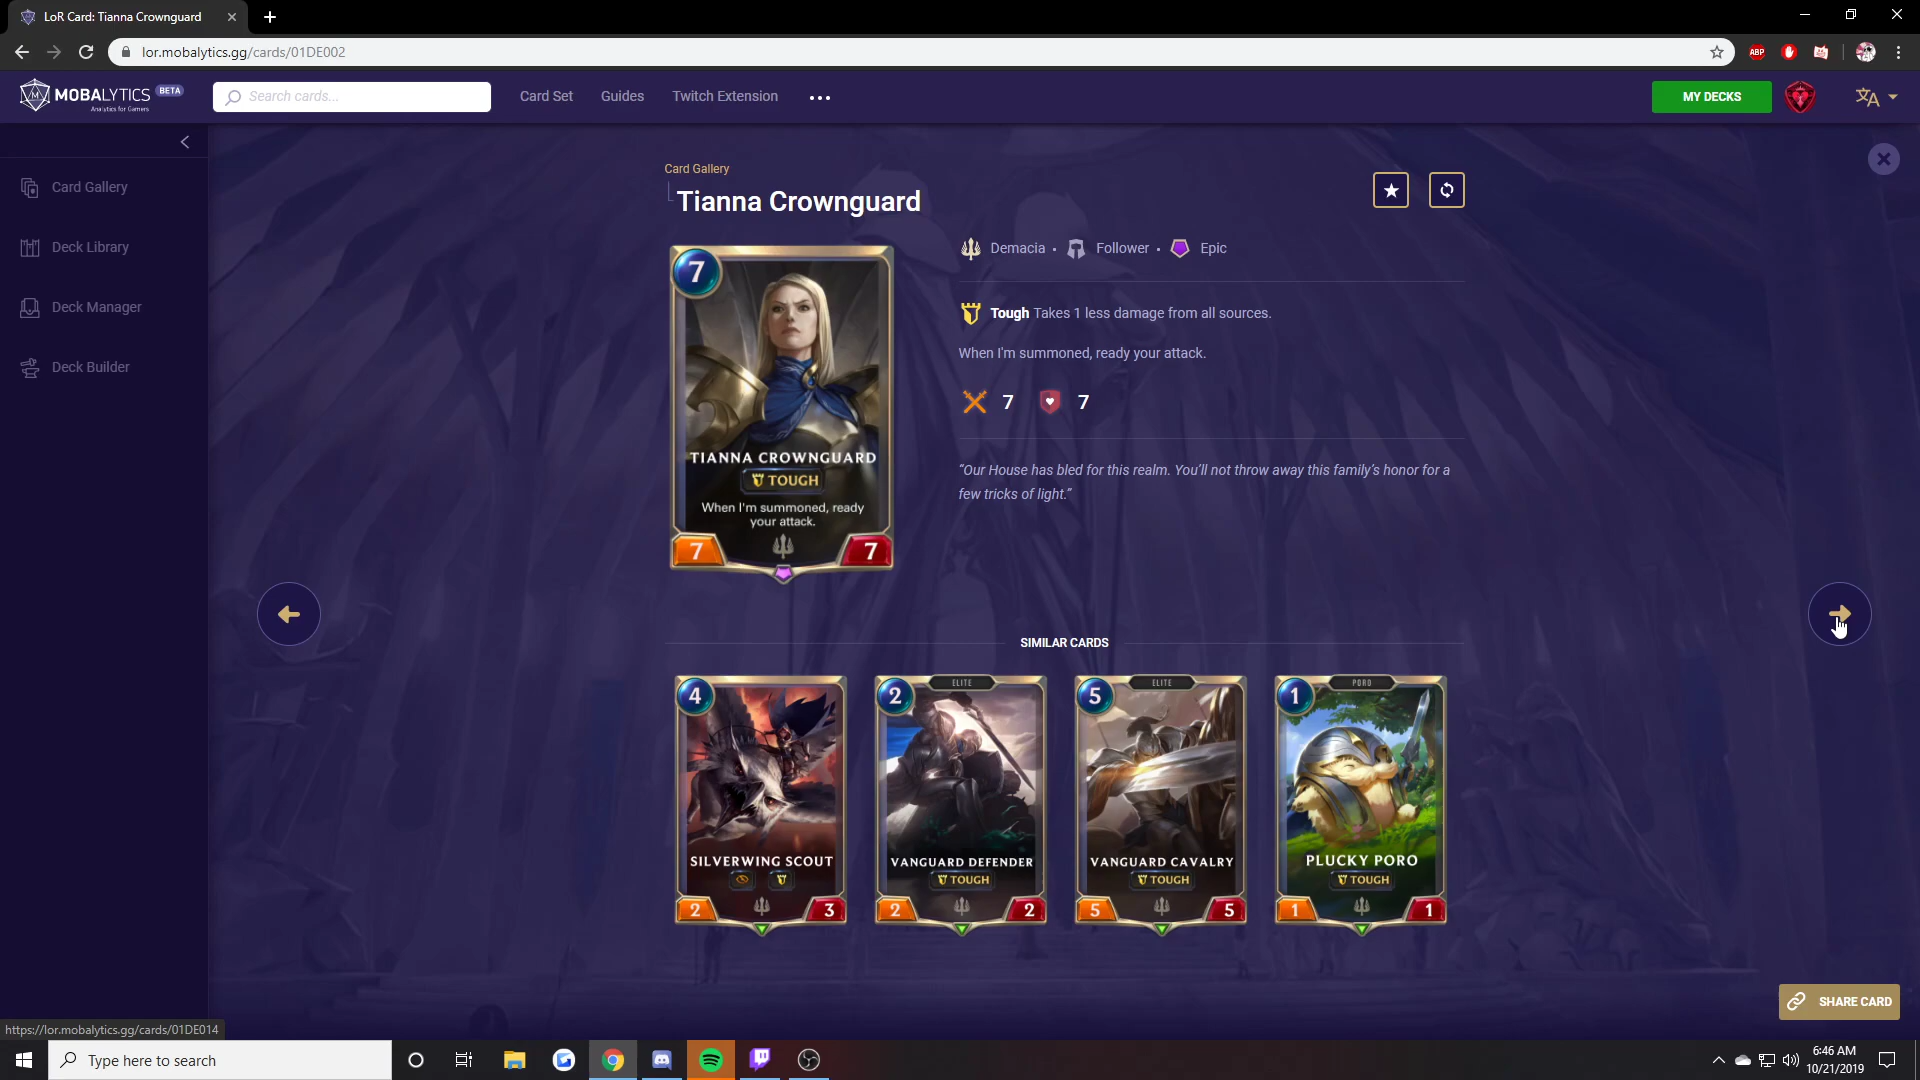 LoR Card: Tianna Crownguard
lor.mobalytics.gg/cards/01DE002
ABP
MOBALYTICS BETA
Analytics for Gamers
Search cards...
Card Set
Guides
Twitch Extension
MY DECKS
Card Gallery
Deck Library
Deck Manager
Deck Builder
Card Gallery
Tianna Crownguard
Demacia • Follower • Epic
Tough Takes 1 less damage from all sources.
When I'm summoned, ready your attack.
7 7
“Our House has bled for this realm. You’ll not throw away this family’s honor for a
few tricks of light.”
7
TIANNA CROWNGUARD
TOUGH
When I'm summoned, ready
your attack.
7 7
SIMILAR CARDS
4
SILVERWING SCOUT
2 3
2
ELITE
VANGUARD DEFENDER
TOUGH
2 2
5
ELITE
VANGUARD CAVALRY
TOUGH
5 5
1
PORO
PLUCKY PORO
TOUGH
1 1
SHARE CARD
https://lor.mobalytics.gg/cards/01DE014
Type here to search
6:46 AM
10/21/2019